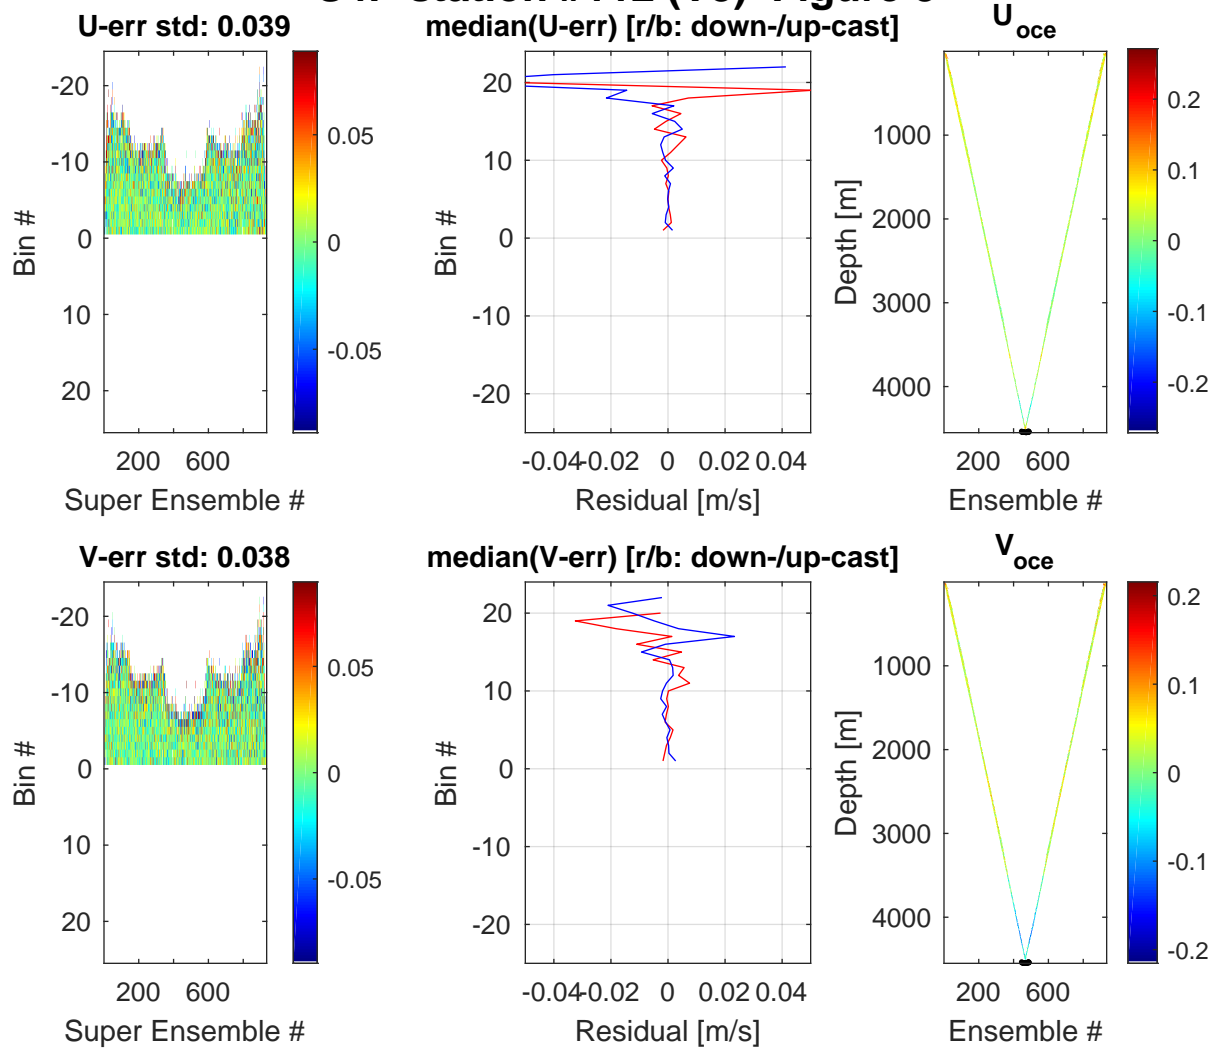 U-err std: 0.039
-20
-10
0
10
20
Bin #
200 600
Super Ensemble #
0.05
0
-0.05
median(U-err) [r/b: down-/up-cast]
20
10
0
-10
-20
Bin #
-0.04 -0.02 0 0.02 0.04
Residual [m/s]
U oce
1000
2000
3000
4000
Depth [m]
200 600
Ensemble #
0.2
0.1
0
-0.1
-0.2
V-err std: 0.038
-20
-10
0
10
20
Bin #
200 600
Super Ensemble #
0.05
0
-0.05
median(V-err) [r/b: down-/up-cast]
20
10
0
-10
-20
Bin #
-0.04 -0.02 0 0.02 0.04
Residual [m/s]
V oce
1000
2000
3000
4000
Depth [m]
200 600
Ensemble #
0.2
0.1
0
-0.1
-0.2